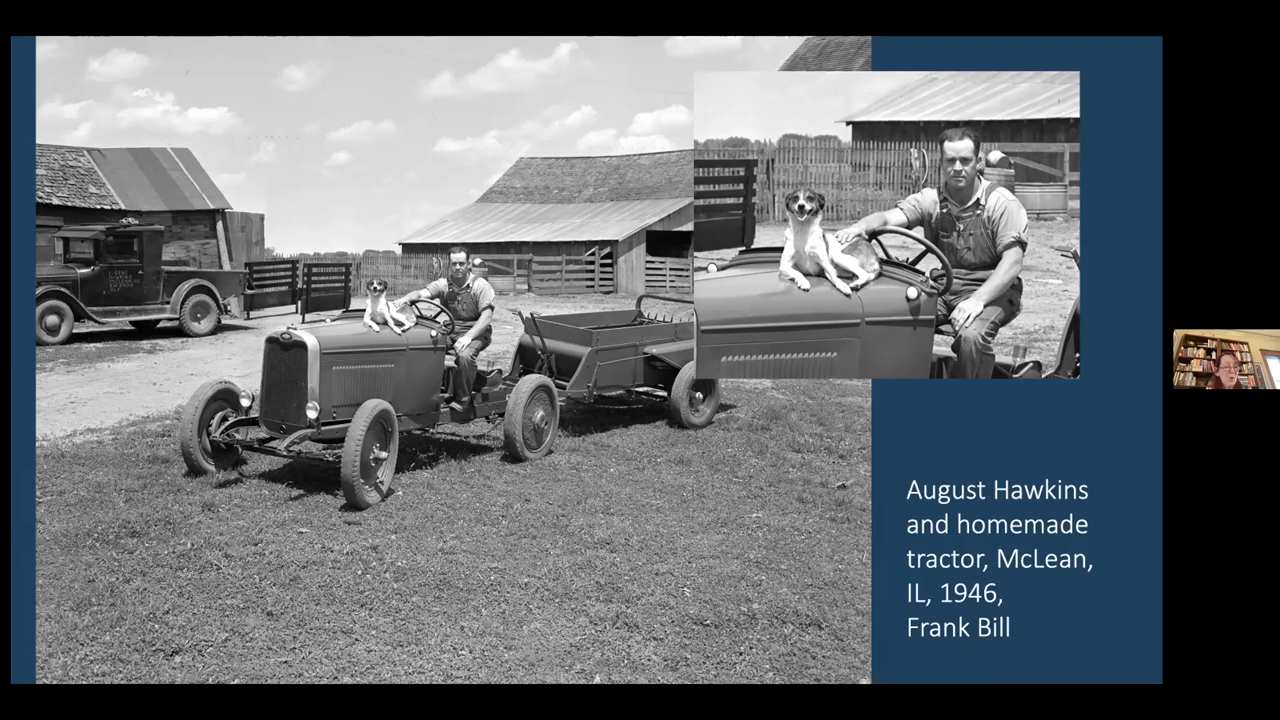 August Hawkins
and homemade
tractor, McLean,
IL, 1946,
Frank Bill